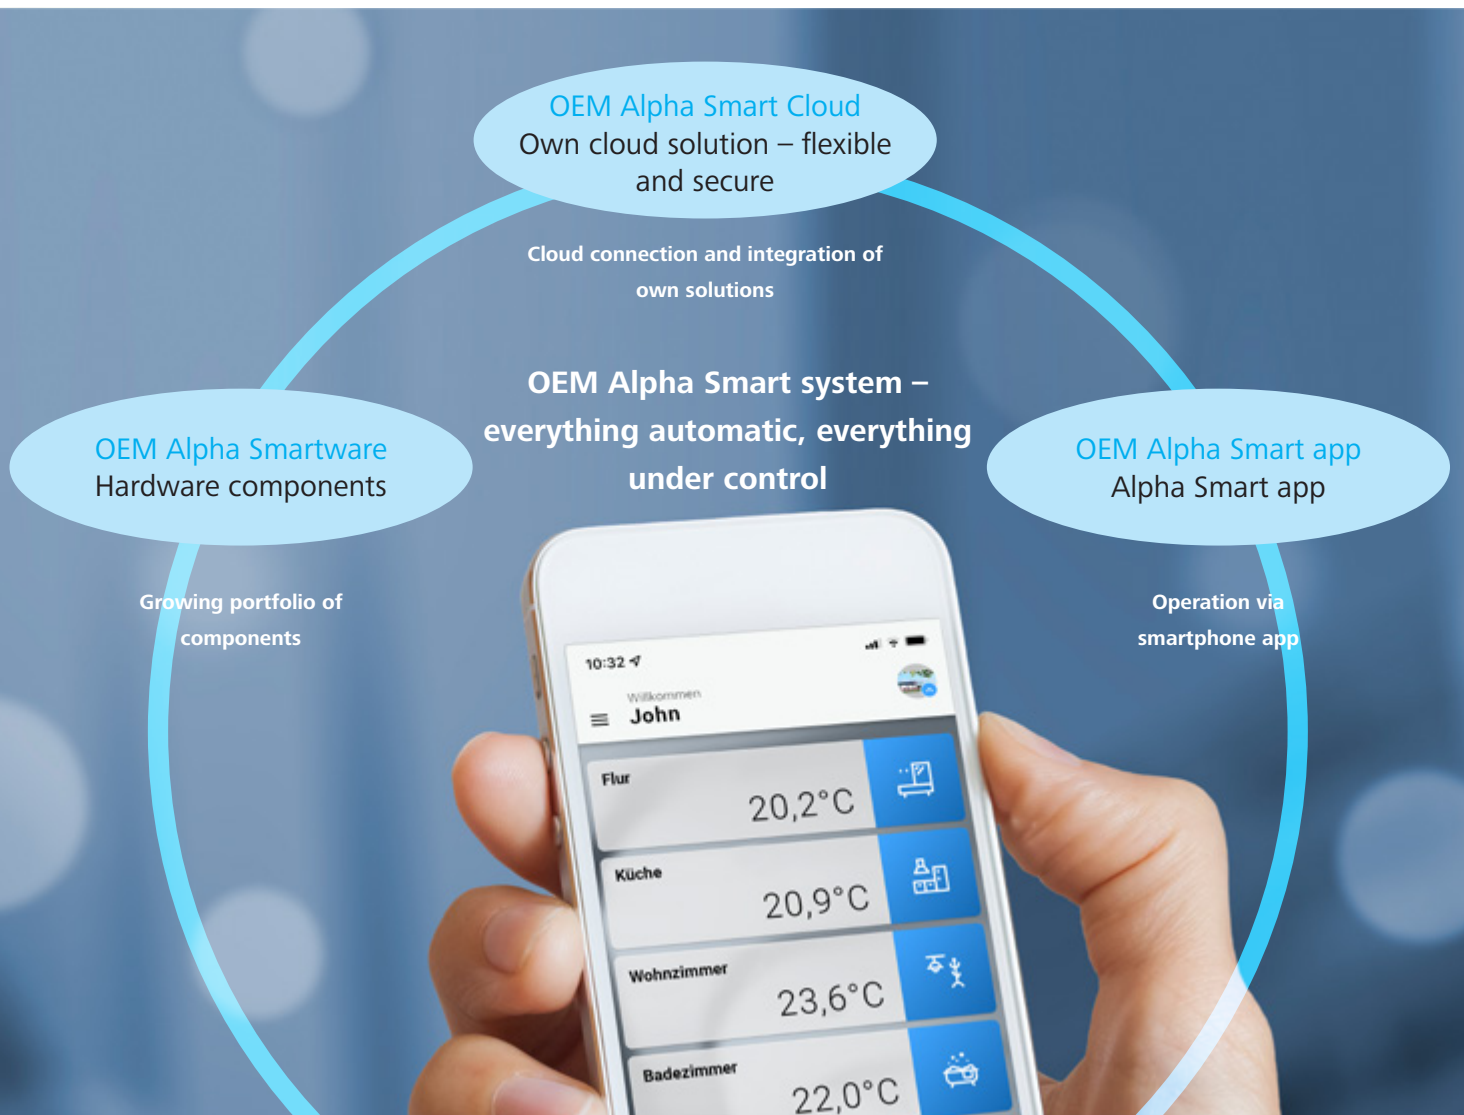 OEM Alpha Smart Cloud
Own cloud solution – flexible
and secure
Cloud connection and integration of
own solutions
OEM Alpha Smart system –
everything automatic, everything
under control
OEM Alpha Smartware
Hardware components
OEM Alpha Smart app
Alpha Smart app
Growing portfolio of
components
Operation via
smartphone app
10:32
Willkommen
John
Flur
20,2°C
Küche
20,9°C
Wohnzimmer
23,6°C
Badezimmer
22,0°C